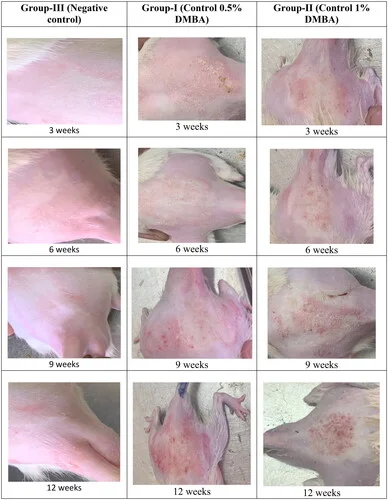 Group-III (Negative
control)
Group-I (Control 0.5%
DMBA)
Group-II (Control 1%
DMBA)
3 weeks
3 weeks
3 weeks
6 weeks
6 weeks
6 weeks
9 weeks
9 weeks
9 weeks
12 weeks
12 weeks
12 weeks